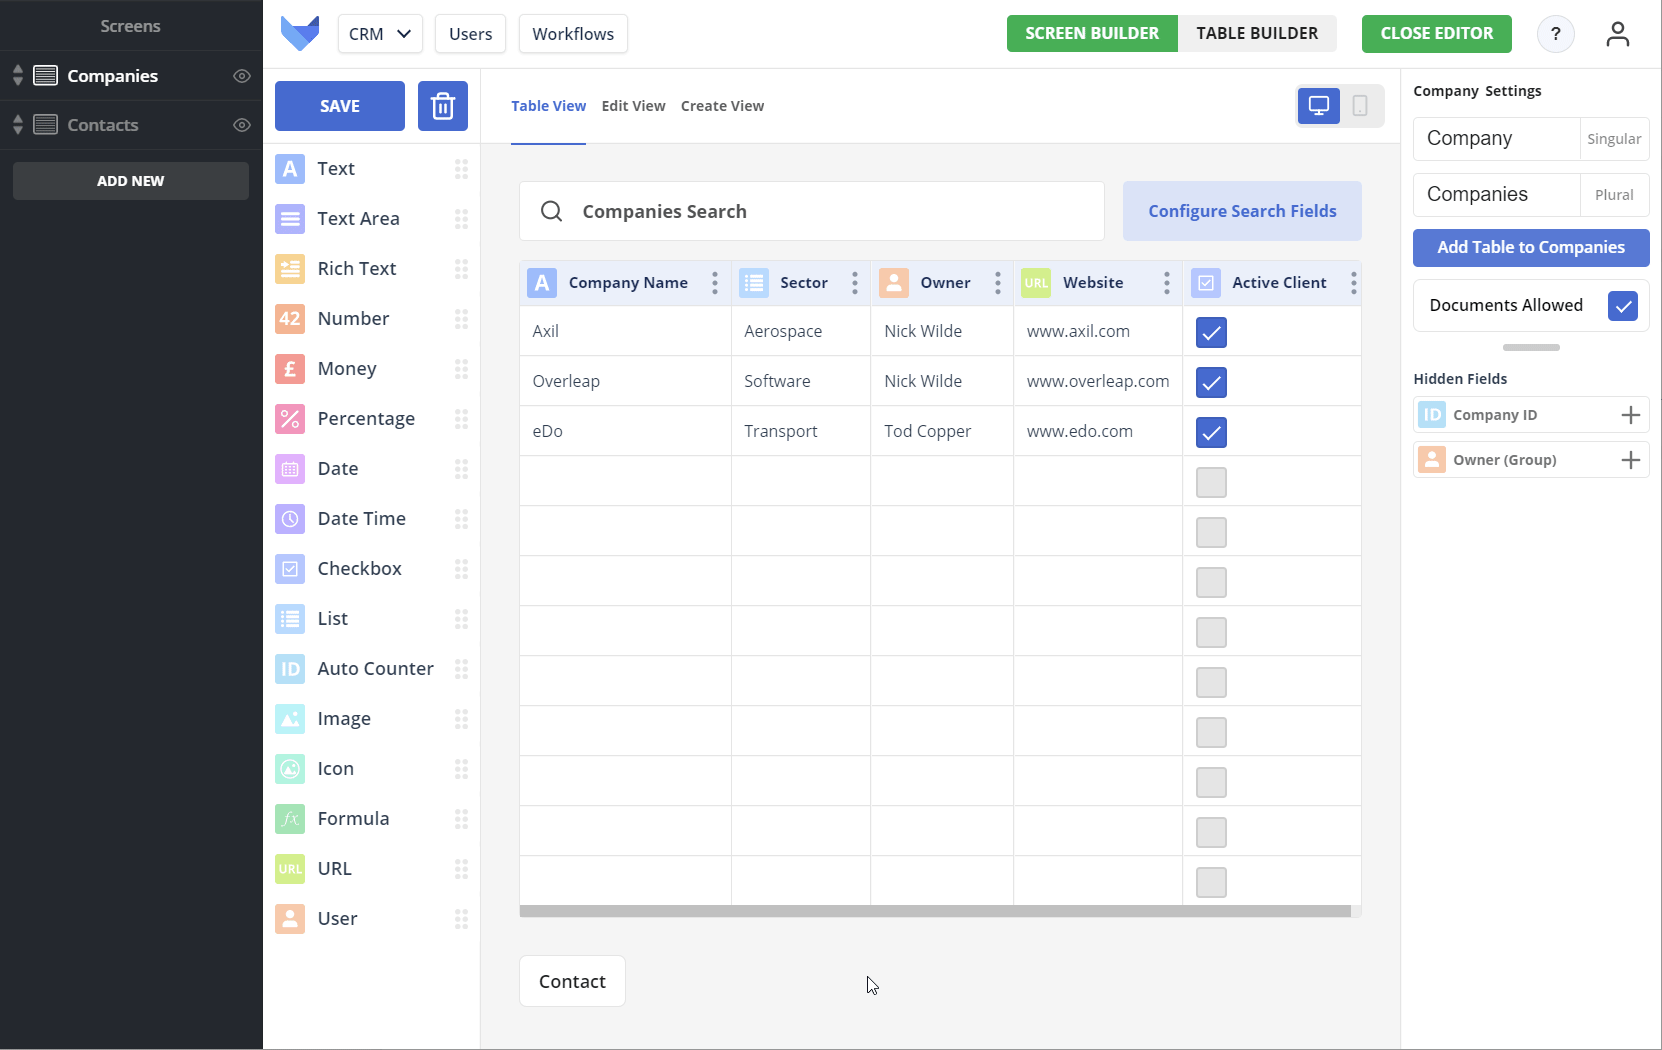 Screens
Companies
Contacts
ADD NEW
CRM
Users
Workflows
SCREEN BUILDER
TABLE BUILDER
CLOSE EDITOR
?
SAVE
A Text
Text Area
Rich Text
42 Number
£ Money
% Percentage
Date
Date Time
Checkbox
List
ID Auto Counter
Image
Icon
fx Formula
URL URL
User
Table View
Edit View
Create View
Companies Search
Configure Search Fields
A Company Name Sector Owner URL Website Active Client
Axil Aerospace Nick Wilde www.axil.com
Overleap Software Nick Wilde www.overleap.com
eDo Transport Tod Copper www.edo.com
Contact
Company Settings
Company Singular
Companies Plural
Add Table to Companies
Documents Allowed
Hidden Fields
ID Company ID
Owner (Group)